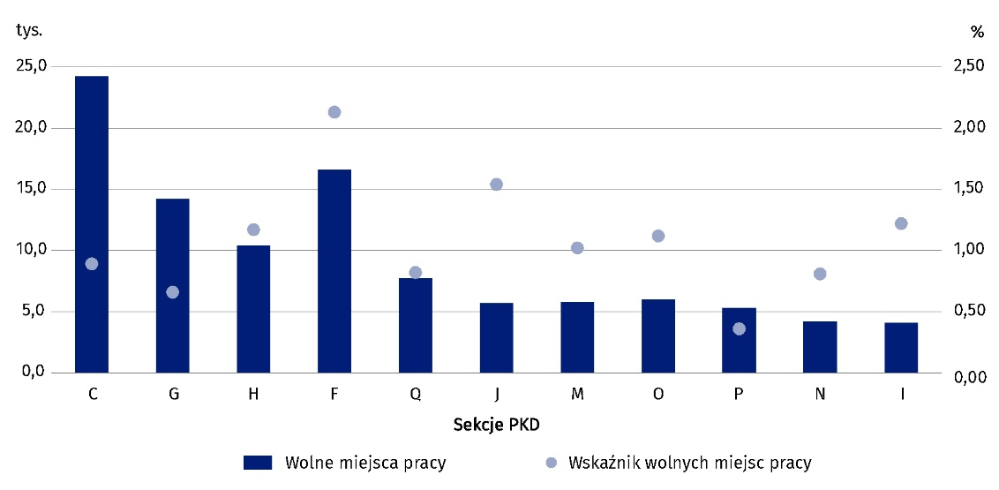 tys. %
25,0 2,50
20,0 2,00
15,0 1,50
10,0 1,00
5,0 0,50
0,0 0,00
C G H F Q J M O P N I
Sekcje PKD
Wolne miejsca pracy Wskaźnik wolnych miejsc pracy